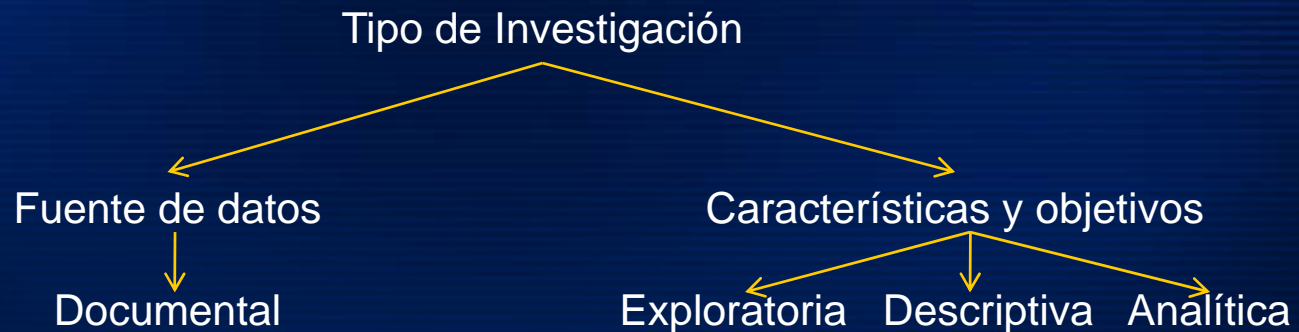 Tipo de Investigación
Fuente de datos
Características y objetivos
Documental
Exploratoria
Descriptiva
Analítica